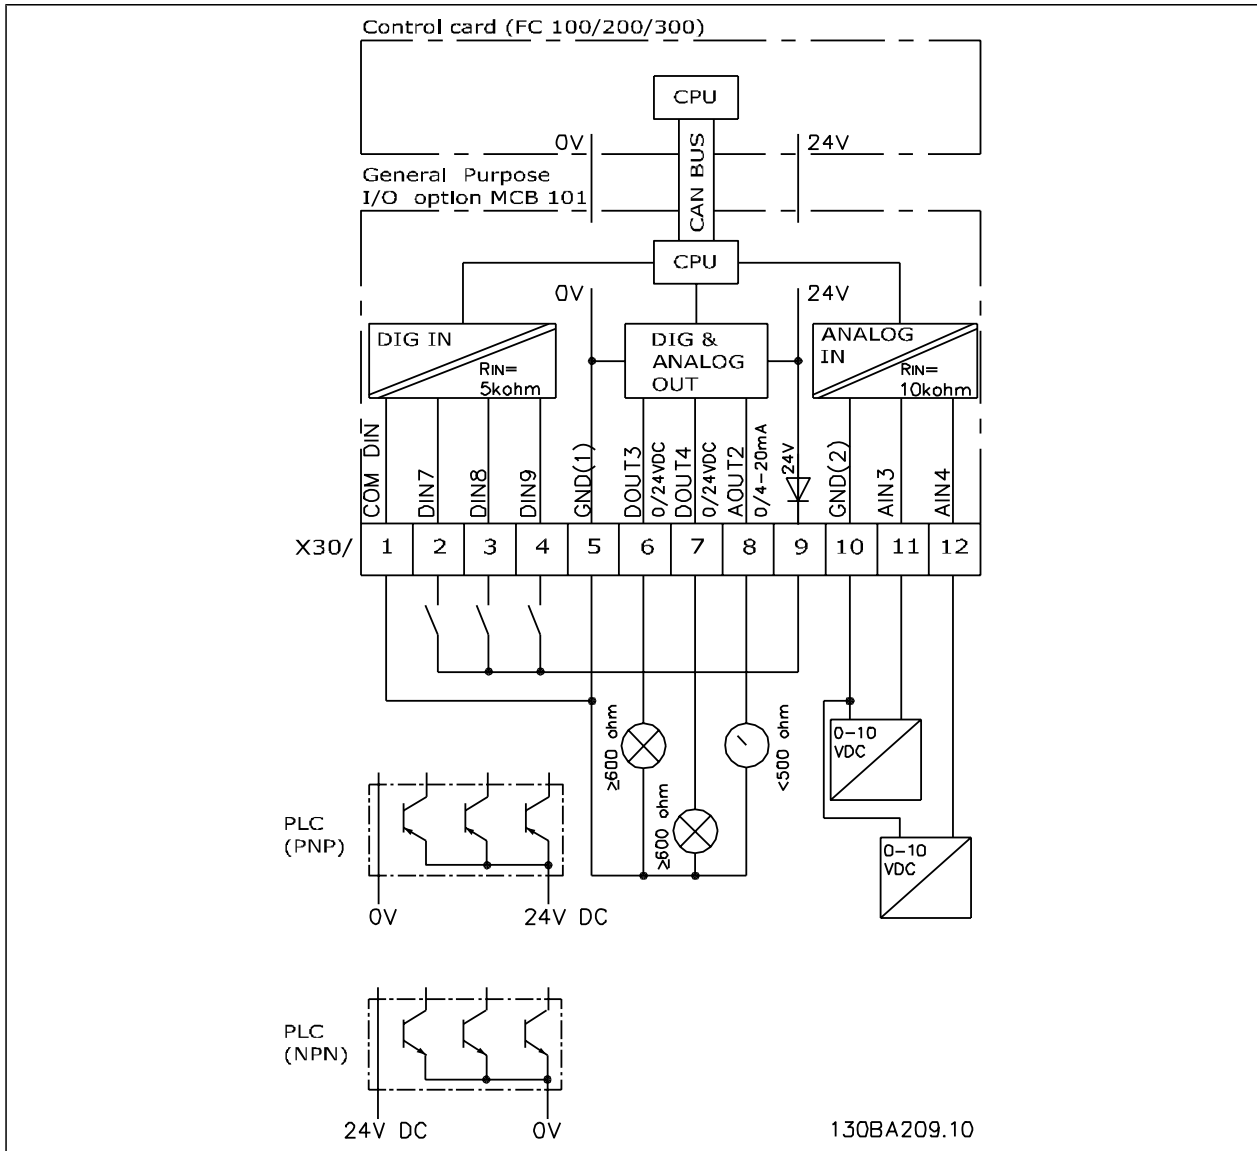 Control card (FC 100/200/300)
CPU
0V
24V
CAN BUS
General Purpose
I/O option MCB 101
CPU
0V
24V
DIG IN
RIN=
5kohm
DIG &
ANALOG
OUT
ANALOG
IN
RIN=
10kohm
COM DIN
DIN7
DIN8
DIN9
GND(1)
DOUT3
0/24VDC
DOUT4
0/24VDC
AOUT2
0/4-20mA
24V
GND(2)
AIN3
AIN4
X30/
1
2
3
4
5
6
7
8
9
10
11
12
≥600 ohm
≥600 ohm
<500 ohm
0-10
VDC
0-10
VDC
PLC
(PNP)
0V
24V DC
PLC
(NPN)
24V DC
0V
130BA209.10